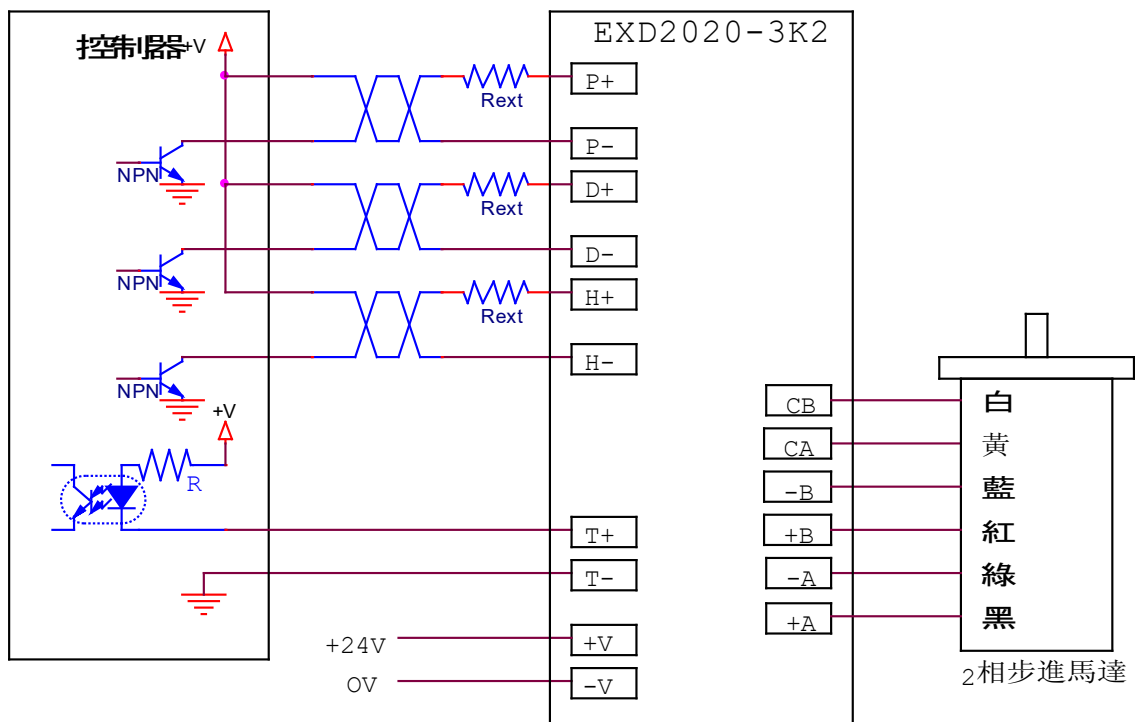 控制器
+V
EXD2020-3K2
Rext
P+
P-
NPN
Rext
D+
D-
NPN
Rext
H+
H-
NPN
+V
R
T+
T-
+24V
+V
0V
-V
CB
白
CA
黃
-B
藍
+B
紅
-A
綠
+A
黑
2相步進馬達